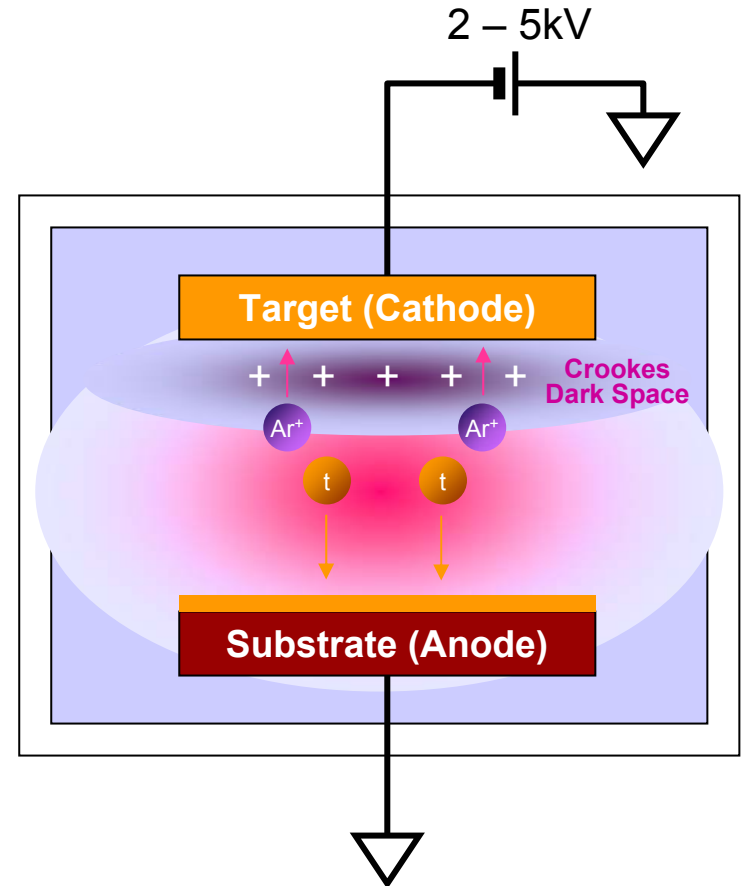 2 – 5kV
Target (Cathode)
+ + + + +
Crookes
Dark Space
Ar⁺ Ar⁺
t t
Substrate (Anode)